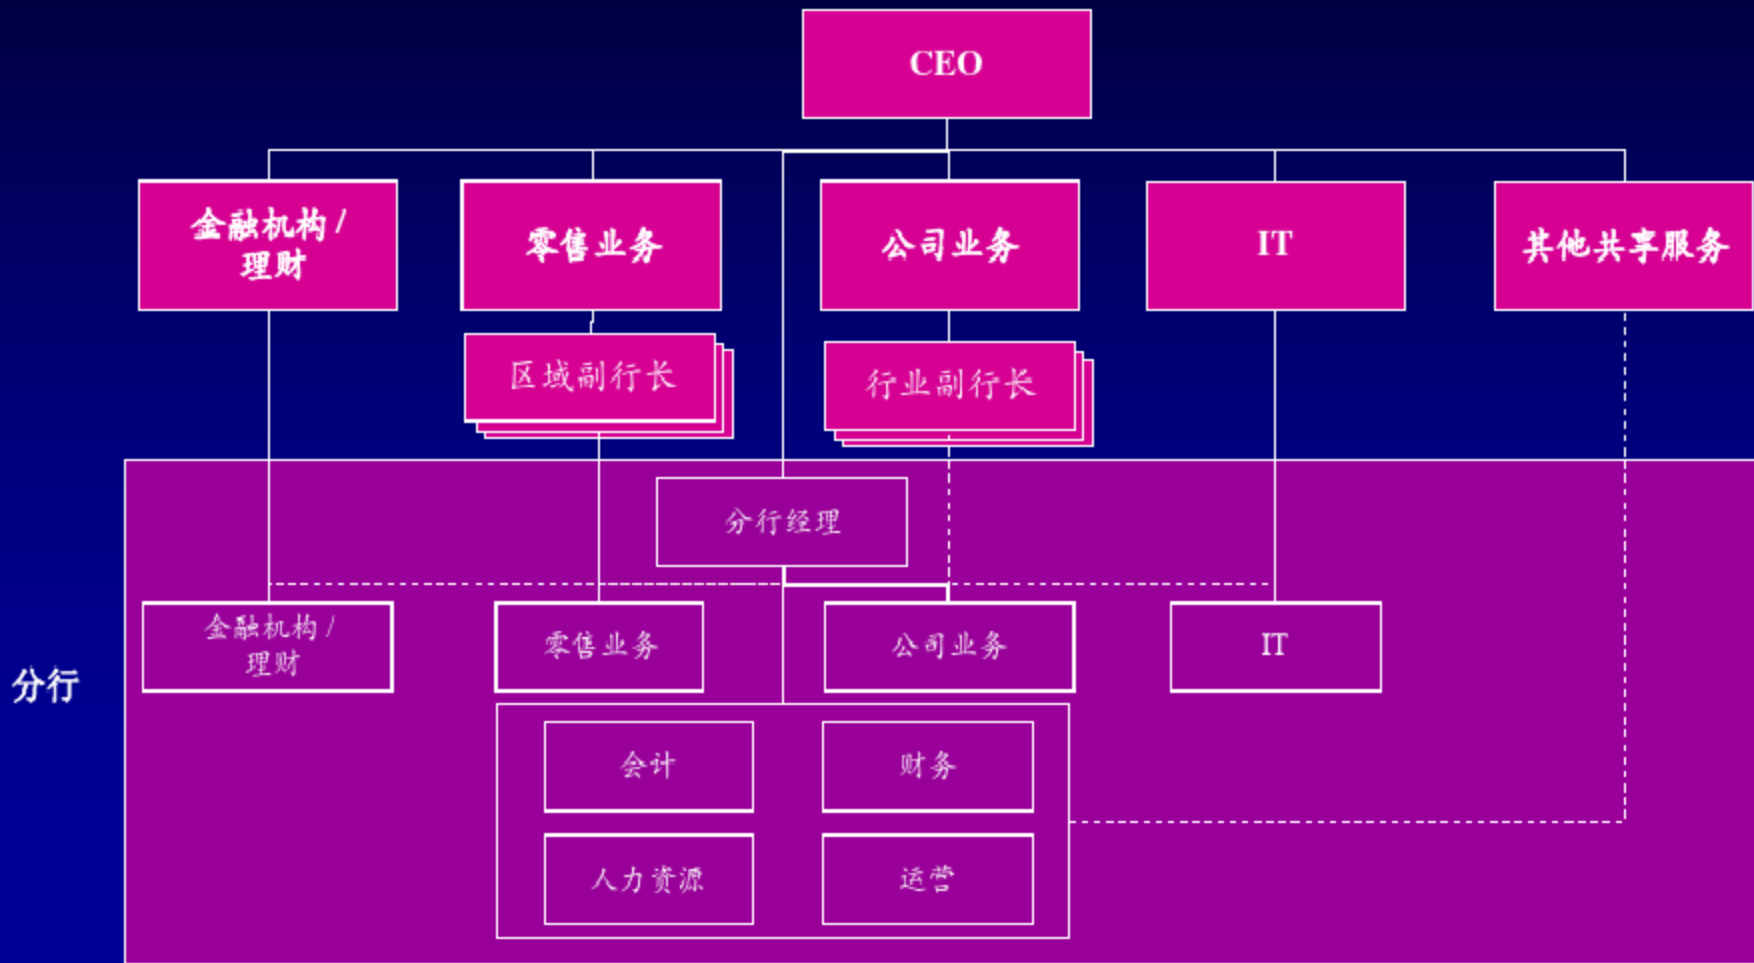 CEO
金融机构 /
理财
零售业务
公司业务
IT
其他共享服务
区域副行长
行业副行长
分行经理
金融机构 /
理财
零售业务
公司业务
IT
分行
会计
财务
人力资源
运营